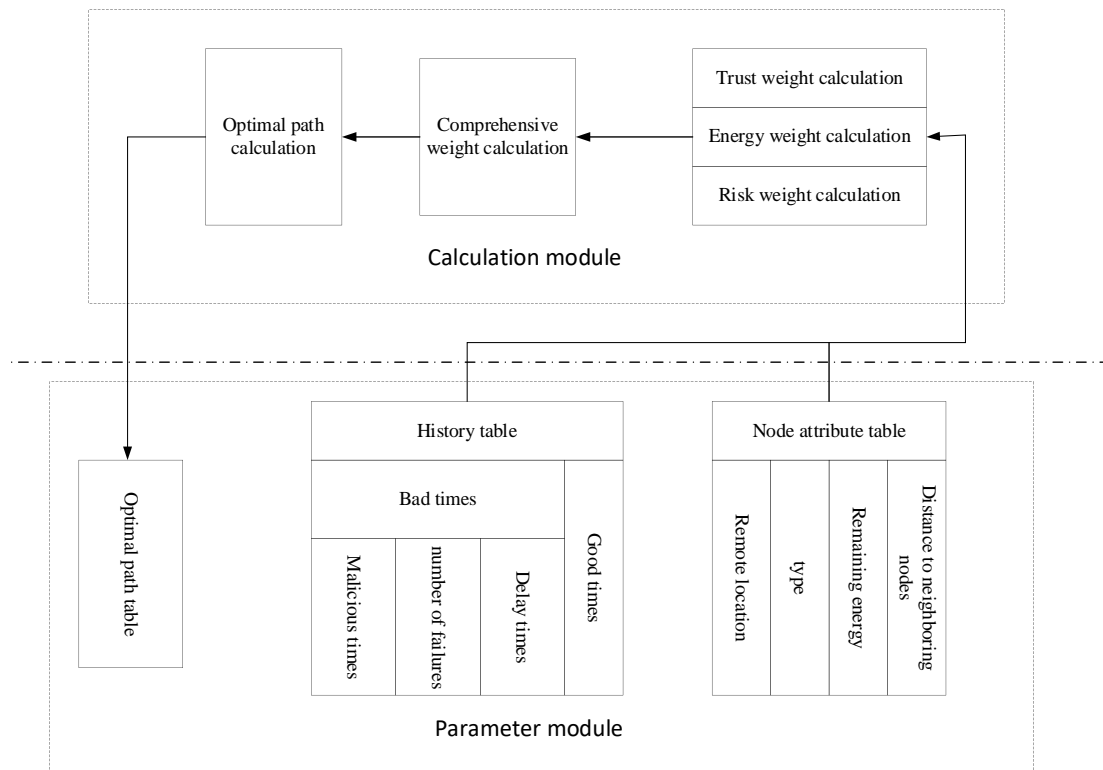 Trust weight calculation
Optimal path
calculation
Comprehensive
weight calculation
Energy weight calculation
Risk weight calculation
Calculation module
History table
Node attribute table
Optimal path table
Bad times
Good times
Malicious times
number of failures
Delay times
Remote location
type
Remaining energy
Distance to neighboring
nodes
Parameter module